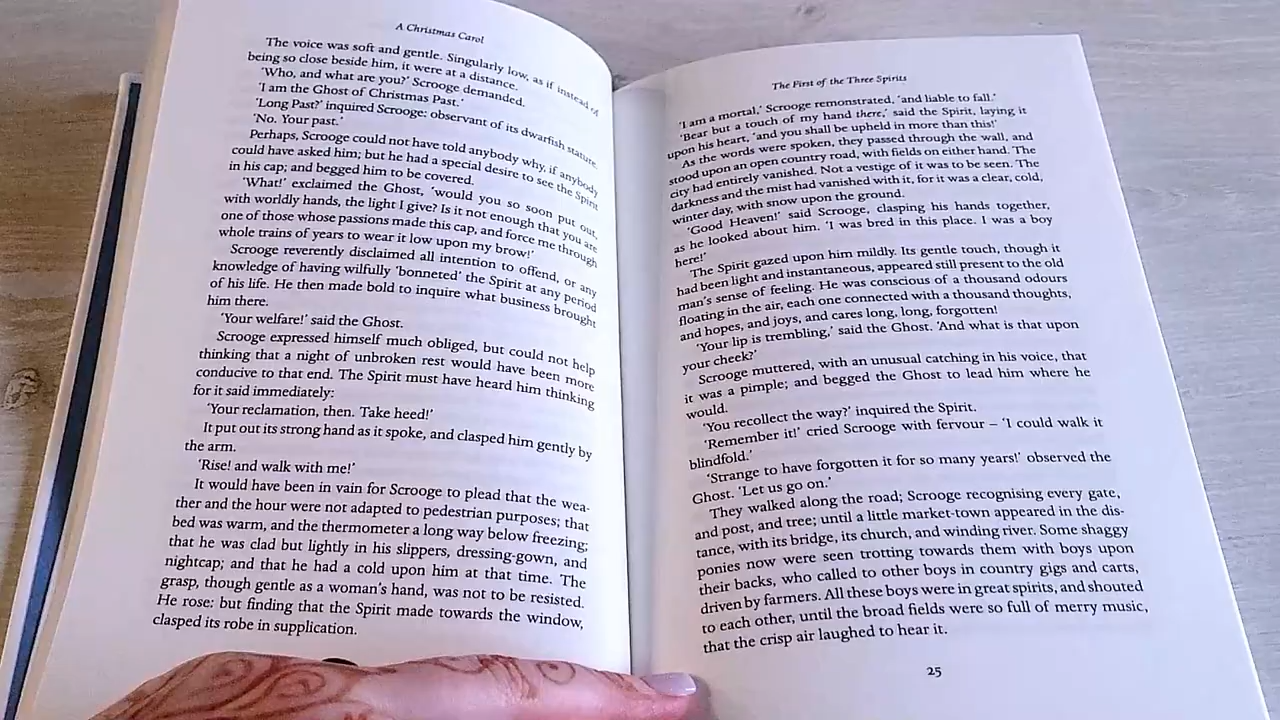 A Christmas Carol
The voice was soft and gentle. Singularly low, as if instead of
being so close beside him, it were at a distance.
'Who, and what are you?' Scrooge demanded.
'I am the Ghost of Christmas Past.'
'Long Past?' inquired Scrooge: observant of its dwarfish stature.
'No. Your past.'
Perhaps, Scrooge could not have told anybody why, if anybody
could have asked him; but he had a special desire to see the Spirit
in his cap; and begged him to be covered.
'What!' exclaimed the Ghost, 'would you so soon put out,
with worldly hands, the light I give? Is it not enough that you are
one of those whose passions made this cap, and force me through
whole trains of years to wear it low upon my brow!'
Scrooge reverently disclaimed all intention to offend, or any
knowledge of having wilfully 'bonneted' the Spirit at any period
of his life. He then made bold to inquire what business brought
him there.
'Your welfare!' said the Ghost.
Scrooge expressed himself much obliged, but could not help
thinking that a night of unbroken rest would have been more
conducive to that end. The Spirit must have heard him thinking
for it said immediately:
'Your reclamation, then. Take heed!'
It put out its strong hand as it spoke, and clasped him gently by
the arm.
'Rise! and walk with me!'
It would have been in vain for Scrooge to plead that the wea-
ther and the hour were not adapted to pedestrian purposes; that
bed was warm, and the thermometer a long way below freezing;
that he was clad but lightly in his slippers, dressing-gown, and
nightcap; and that he had a cold upon him at that time. The
grasp, though gentle as a woman's hand, was not to be resisted.
He rose: but finding that the Spirit made towards the window,
clasped its robe in supplication.
The First of the Three Spirits
'I am a mortal,' Scrooge remonstrated, 'and liable to fall.'
'Bear but a touch of my hand there,' said the Spirit, laying it
upon his heart, 'and you shall be upheld in more than this!'
As the words were spoken, they passed through the wall, and
stood upon an open country road, with fields on either hand. The
city had entirely vanished. Not a vestige of it was to be seen. The
darkness and the mist had vanished with it, for it was a clear, cold,
winter day, with snow upon the ground.
'Good Heaven!' said Scrooge, clasping his hands together,
as he looked about him. 'I was bred in this place. I was a boy
here!'
The Spirit gazed upon him mildly. Its gentle touch, though it
had been light and instantaneous, appeared still present to the old
man's sense of feeling. He was conscious of a thousand odours
floating in the air, each one connected with a thousand thoughts,
and hopes, and joys, and cares long, long, forgotten!
'Your lip is trembling,' said the Ghost. 'And what is that upon
your cheek?'
Scrooge muttered, with an unusual catching in his voice, that
it was a pimple; and begged the Ghost to lead him where he
would.
'You recollect the way?' inquired the Spirit.
'Remember it!' cried Scrooge with fervour – 'I could walk it
blindfold.'
'Strange to have forgotten it for so many years!' observed the
Ghost. 'Let us go on.'
They walked along the road; Scrooge recognising every gate,
and post, and tree; until a little market-town appeared in the dis-
tance, with its bridge, its church, and winding river. Some shaggy
ponies now were seen trotting towards them with boys upon
their backs, who called to other boys in country gigs and carts,
driven by farmers. All these boys were in great spirits, and shouted
to each other, until the broad fields were so full of merry music,
that the crisp air laughed to hear it.
25